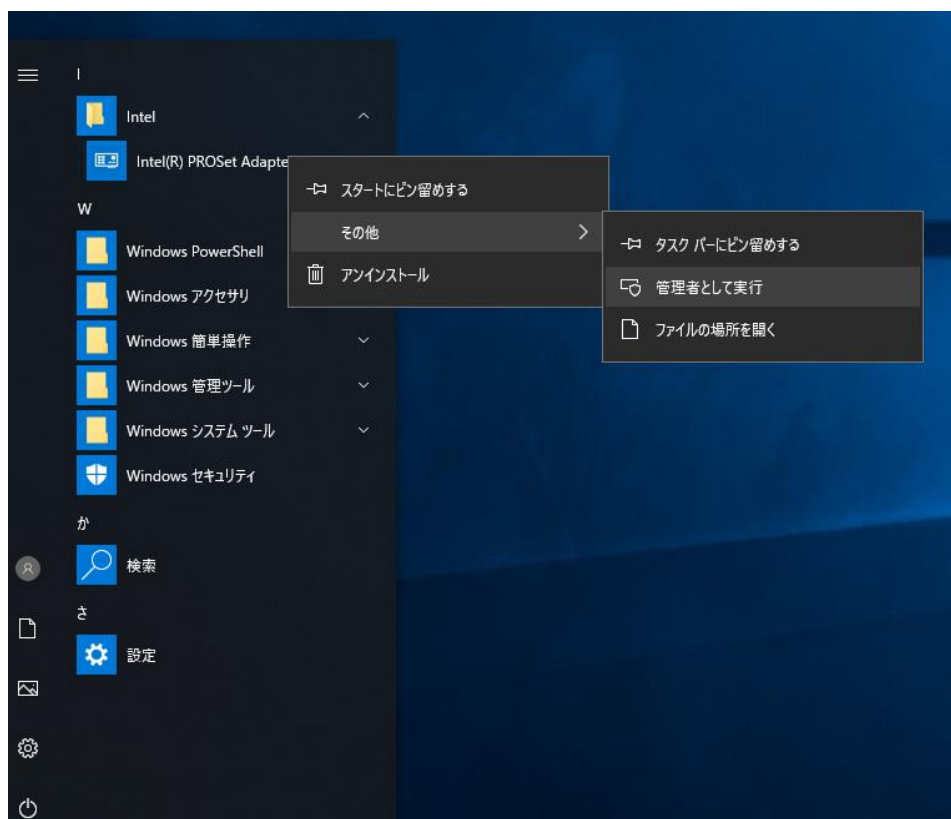 I
Intel
Intel(R) PROSet Adapte
スタートにピン留めする
その他
アンインストール
タスク バーにピン留めする
管理者として実行
ファイルの場所を開く
W
Windows PowerShell
Windows アクセサリ
Windows 簡単操作
Windows 管理ツール
Windows システム ツール
Windows セキュリティ
か
検索
さ
設定